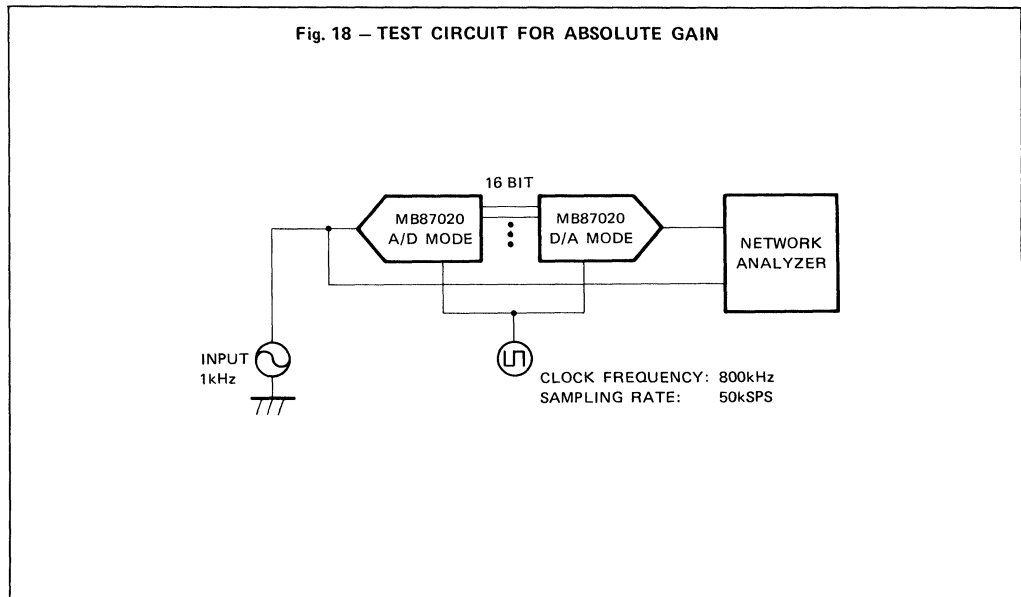 Fig. 18 – TEST CIRCUIT FOR ABSOLUTE GAIN
16 BIT
MB87020
A/D MODE
MB87020
D/A MODE
NETWORK
ANALYZER
INPUT
1kHz
CLOCK FREQUENCY: 800kHz
SAMPLING RATE: 50kSPS